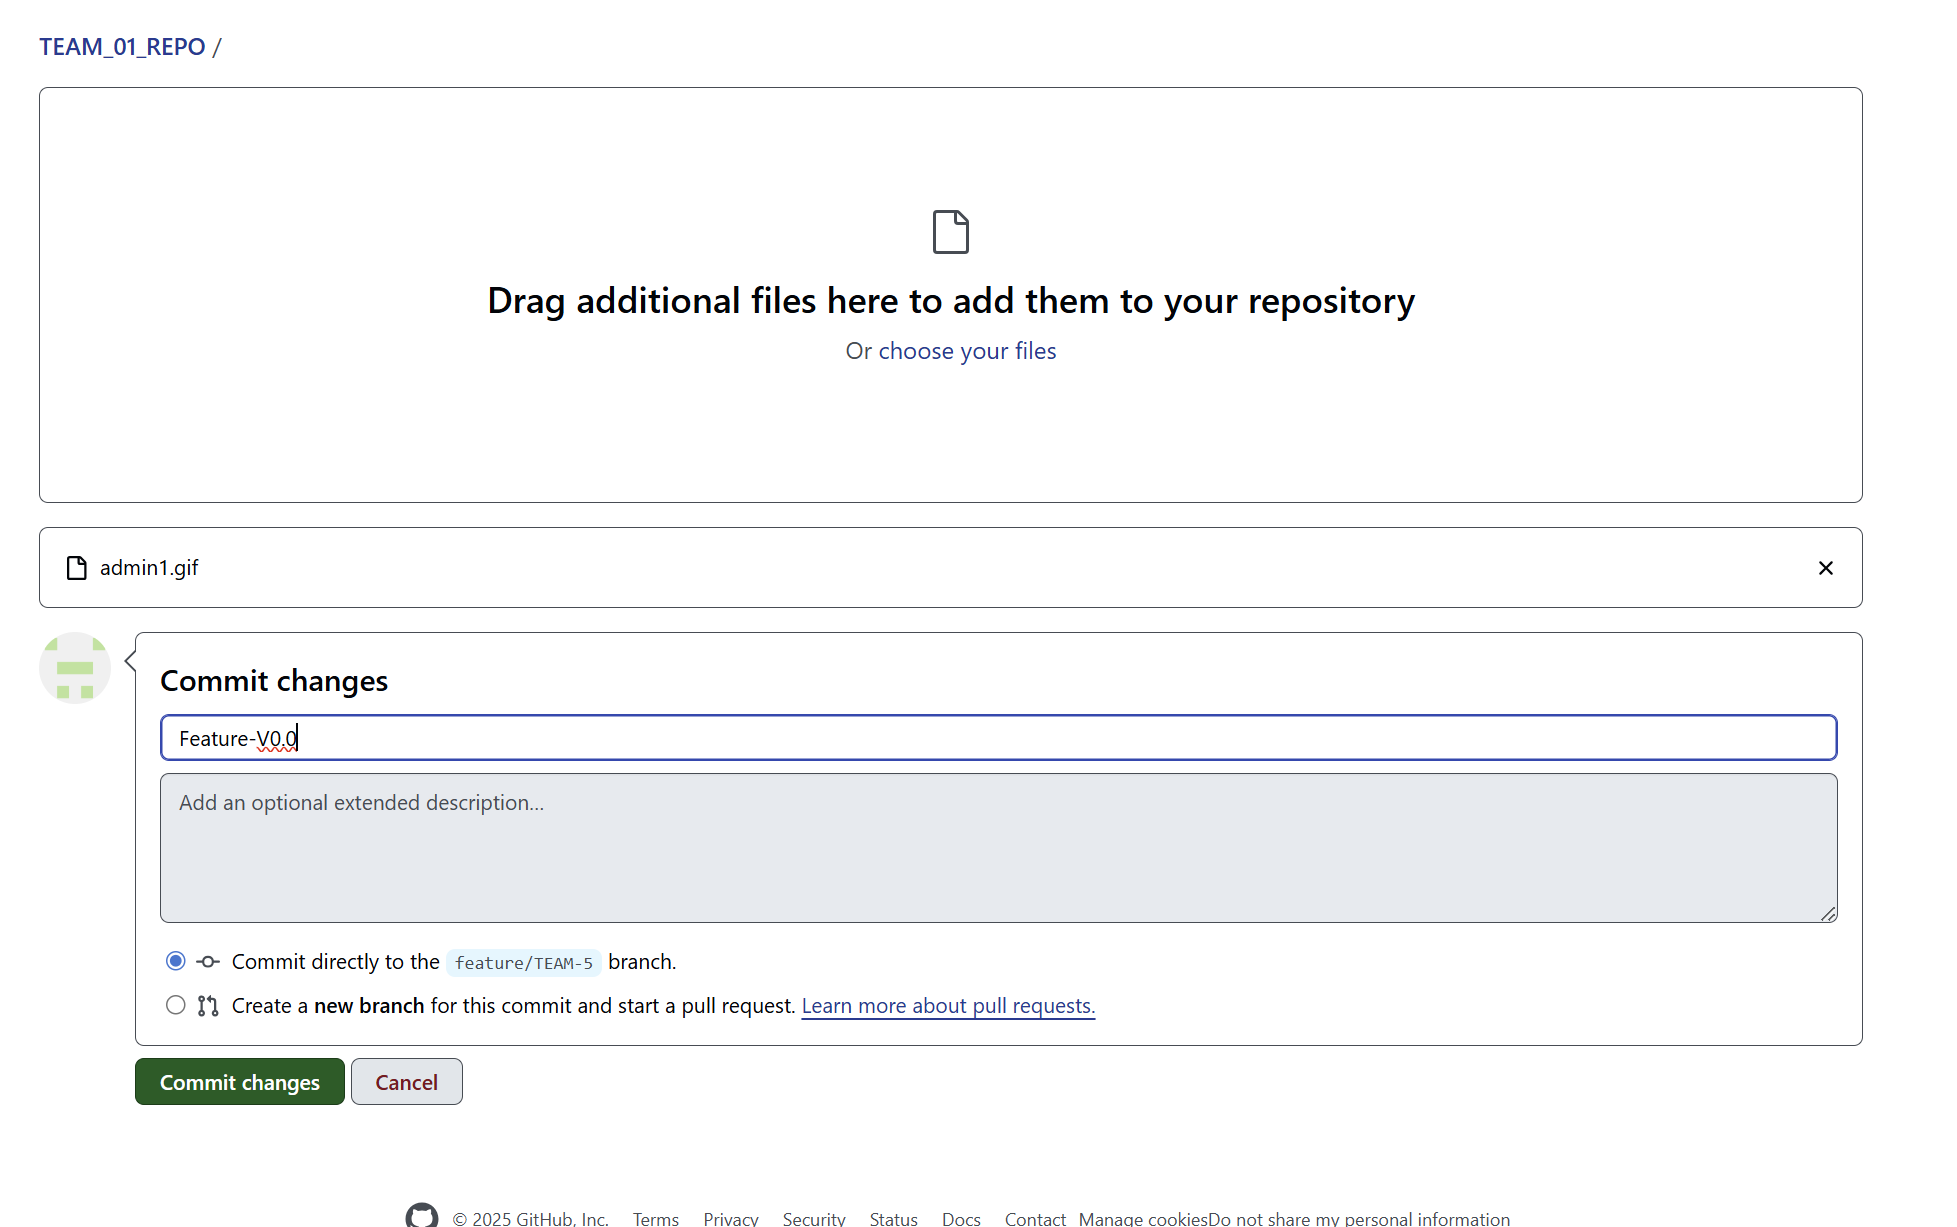 TEAM_01_REPO /
Drag additional files here to add them to your repository
Or choose your files
admin1.gif
Commit changes
Feature-V0.0
Add an optional extended description...
Commit directly to the feature/TEAM-5 branch.
Create a new branch for this commit and start a pull request. Learn more about pull requests.
Commit changes Cancel
© 2025 GitHub, Inc. Terms Privacy Security Status Docs Contact Manage cookies Do not share my personal information